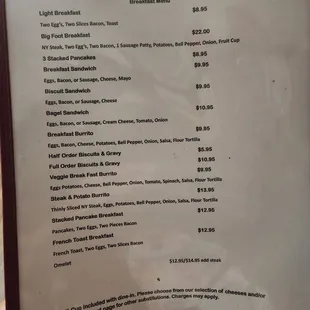 Breakfast Menu
Light Breakfast $8.95
Two Egg's, Two Slices Bacon, Toast
Big Foot Breakfast $22.00
NY Steak, Two Egg's, Two Bacon, 1 Sausage Patty, Potatoes, Bell Pepper, Onion, Fruit Cup
3 Stacked Pancakes $8.95
Breakfast Sandwich $9.95
Eggs, Bacon, or Sausage, Cheese, Mayo
Biscuit Sandwich $9.95
Eggs, Bacon, or Sausage, Cheese
Bagel Sandwich $10.95
Eggs, Bacon, or Sausage, Cream Cheese, Tomato, Onion
Breakfast Burrito $9.95
Eggs, Bacon, Cheese, Potatoes, Bell Pepper, Onion, Salsa, Flour Tortilla
Half Order Biscuits & Gravy $5.95
Full Order Biscuits & Gravy $10.95
Veggie Break Fast Burrito $9.95
Eggs Potatoes, Cheese, Bell Pepper, Onion, Tomato, Spinach, Salsa, Flour Tortilla
Steak & Potato Burrito $13.95
Thinly Sliced NY Steak, Eggs, Potatoes, Bell Pepper, Onion, Salsa, Flour Tortilla
Stacked Pancake Breakfast $12.95
Pancakes, Two Eggs, Two Pieces Bacon
French Toast Breakfast $12.95
French Toast, Two Eggs, Two Slices Bacon
Omelet $12.95/$14.95 add steak
Cup included with dine-in. Please choose from our selection of cheeses and/or
page for other substitutions. Charges may apply.